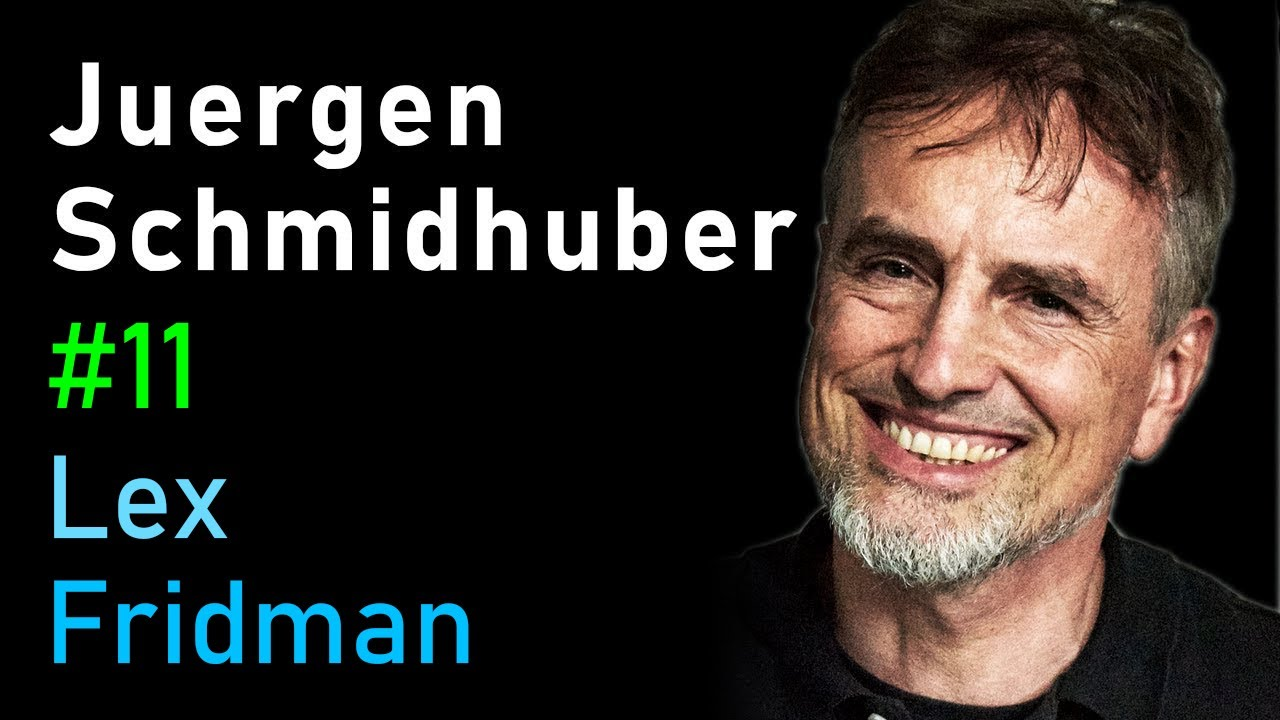 Juergen
Schmidhuber
#11
Lex
Fridman